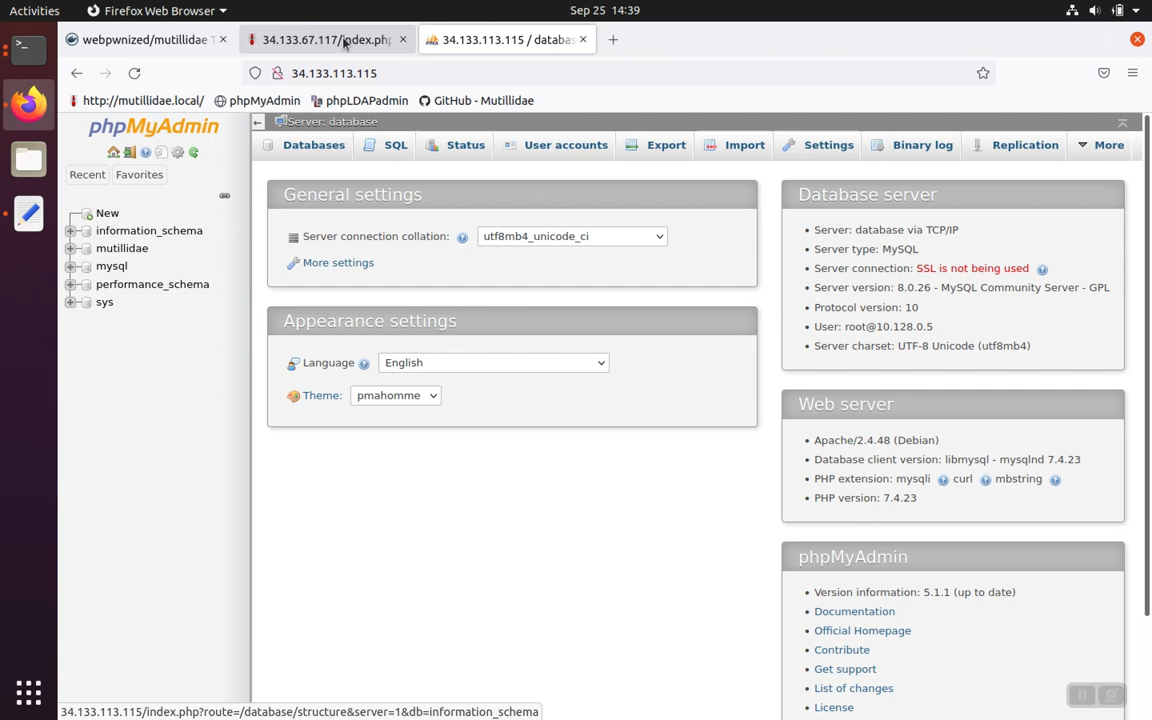 Activities
Firefox Web Browser
Sep 25 14:39
webpwnized/mutillidae T
34.133.67.117/index.php
34.133.113.115 / databas
34.133.113.115
http://mutillidae.local/
phpMyAdmin
phpLDAPadmin
GitHub - Mutillidae
phpMyAdmin
Recent
Favorites
New
information_schema
mutillidae
mysql
performance_schema
sys
Server: database
Databases
SQL
Status
User accounts
Export
Import
Settings
Binary log
Replication
More
General settings
Server connection collation:
utf8mb4_unicode_ci
More settings
Appearance settings
Language
English
Theme:
pmahomme
Database server
Server: database via TCP/IP
Server type: MySQL
Server connection: SSL is not being used
Server version: 8.0.26 - MySQL Community Server - GPL
Protocol version: 10
User: root@10.128.0.5
Server charset: UTF-8 Unicode (utf8mb4)
Web server
Apache/2.4.48 (Debian)
Database client version: libmysql - mysqlnd 7.4.23
PHP extension: mysqli curl mbstring
PHP version: 7.4.23
phpMyAdmin
Version information: 5.1.1 (up to date)
Documentation
Official Homepage
Contribute
Get support
List of changes
License
34.133.113.115/index.php?route=/database/structure&server=1&db=information_schema